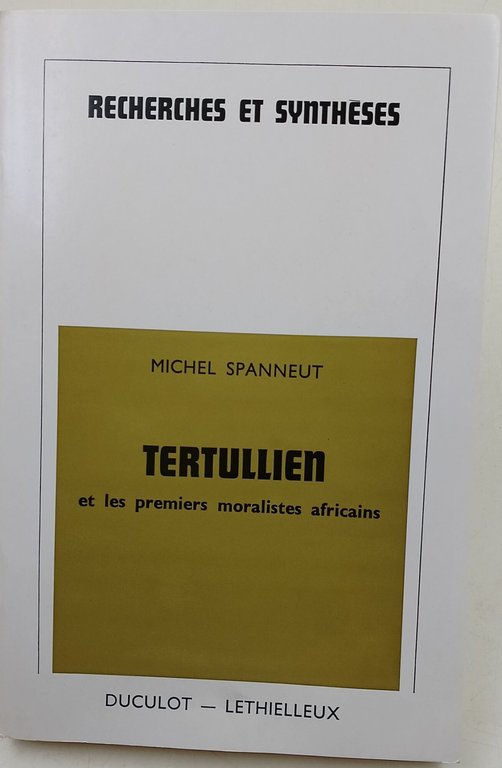 RECHERCHES ET SYNTHÈSES
MICHEL SPANNEUT
TERTULLIEN
et les premiers moralistes africains
DUCULOT — LETHIELLEUX